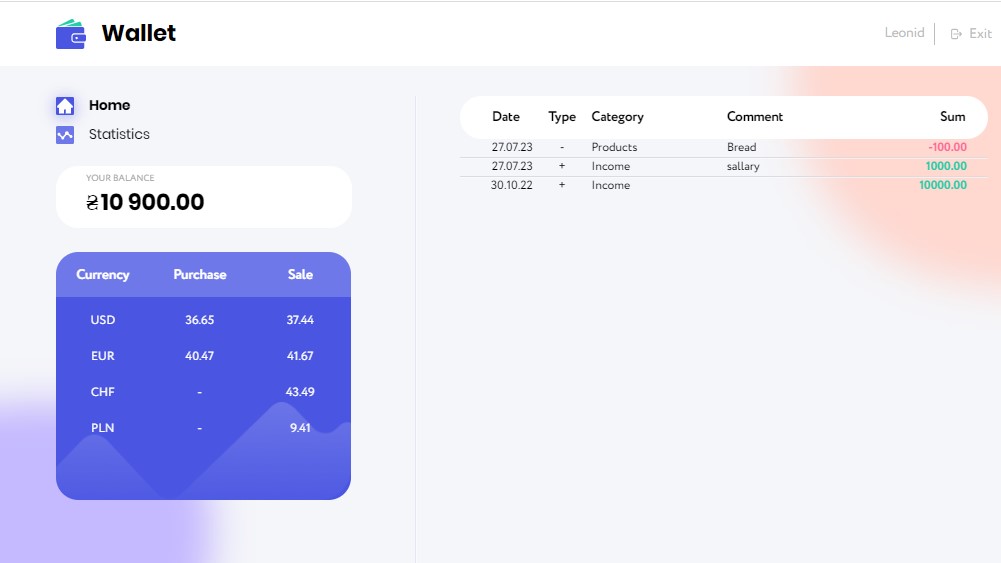 Wallet
Leonid
Exit
Home
Statistics
YOUR BALANCE
₴10 900.00
Currency Purchase Sale
USD 36.65 37.44
EUR 40.47 41.67
CHF - 43.49
PLN - 9.41
Date Type Category Comment Sum
27.07.23 - Products Bread -100.00
27.07.23 + Income sallary 1000.00
30.10.22 + Income 10000.00